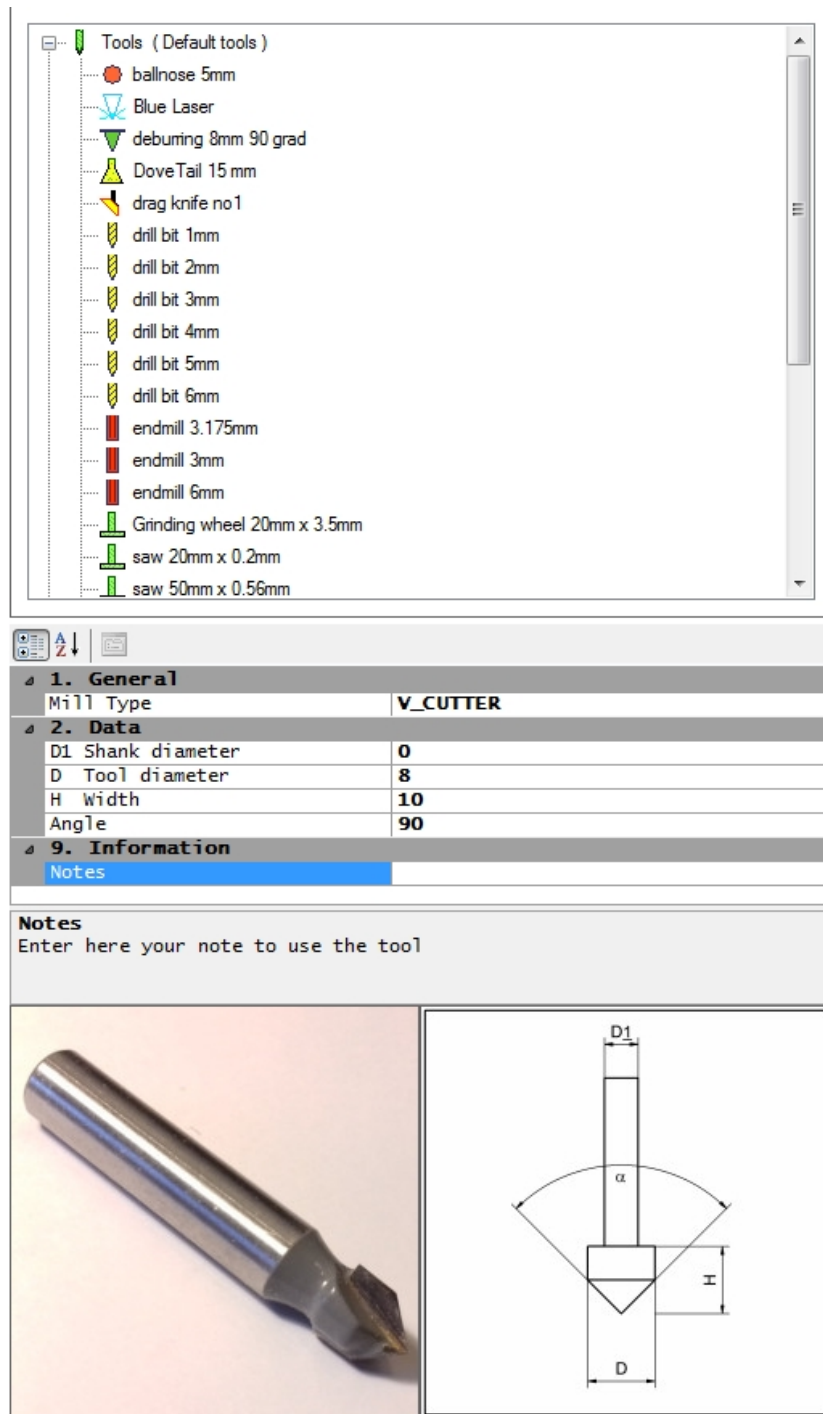 Tools ( Default tools )
ballnose 5mm
Blue Laser
deburring 8mm 90 grad
DoveTail 15 mm
drag knife no1
drill bit 1mm
drill bit 2mm
drill bit 3mm
drill bit 4mm
drill bit 5mm
drill bit 6mm
endmill 3.175mm
endmill 3mm
endmill 6mm
Grinding wheel 20mm x 3.5mm
saw 20mm x 0.2mm
saw 50mm x 0.56mm
A
Z
1. General
Mill Type V_CUTTER
2. Data
D1 Shank diameter 0
D Tool diameter 8
H Width 10
Angle 90
9. Information
Notes
Notes
Enter here your note to use the tool
D1
α
H
D